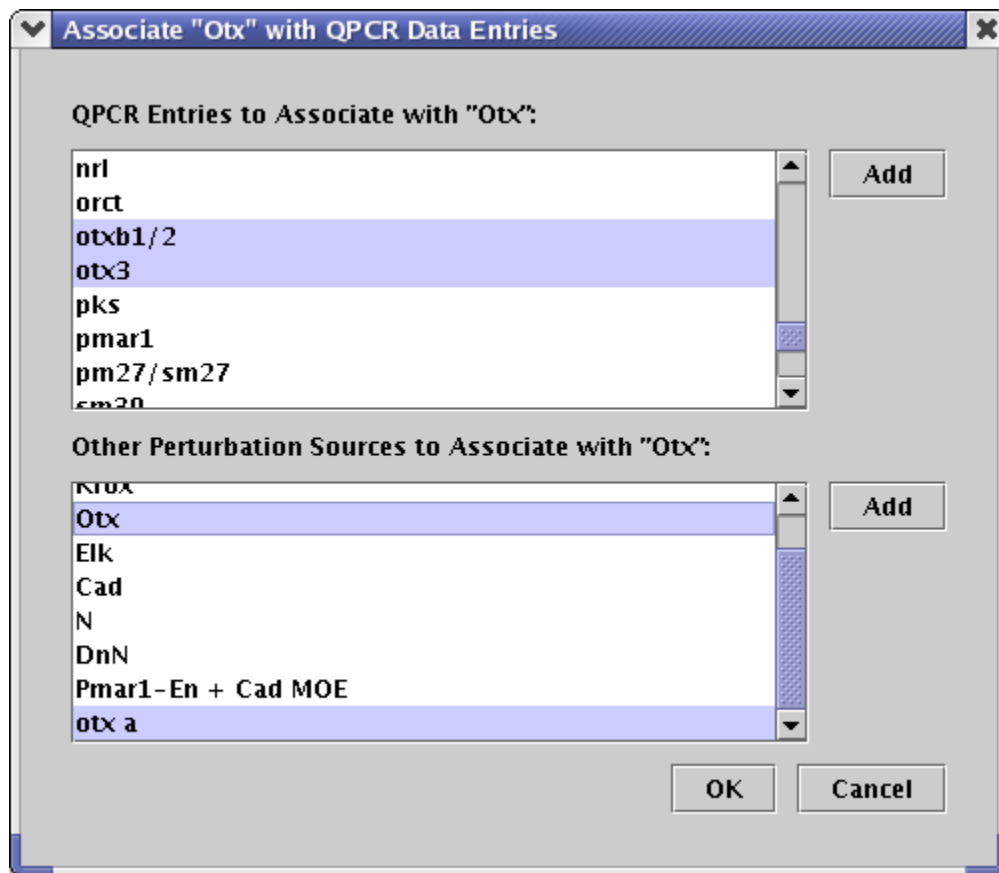 Associate "Otx" with QPCR Data Entries
QPCR Entries to Associate with "Otx":
nrl
Add
orct
otxb1/2
otx3
pks
pmar1
pm27/sm27
sm30
Other Perturbation Sources to Associate with "Otx":
Krox
Otx
Add
Elk
Cad
N
DnN
Pmar1-En + Cad MOE
otx a
OK
Cancel